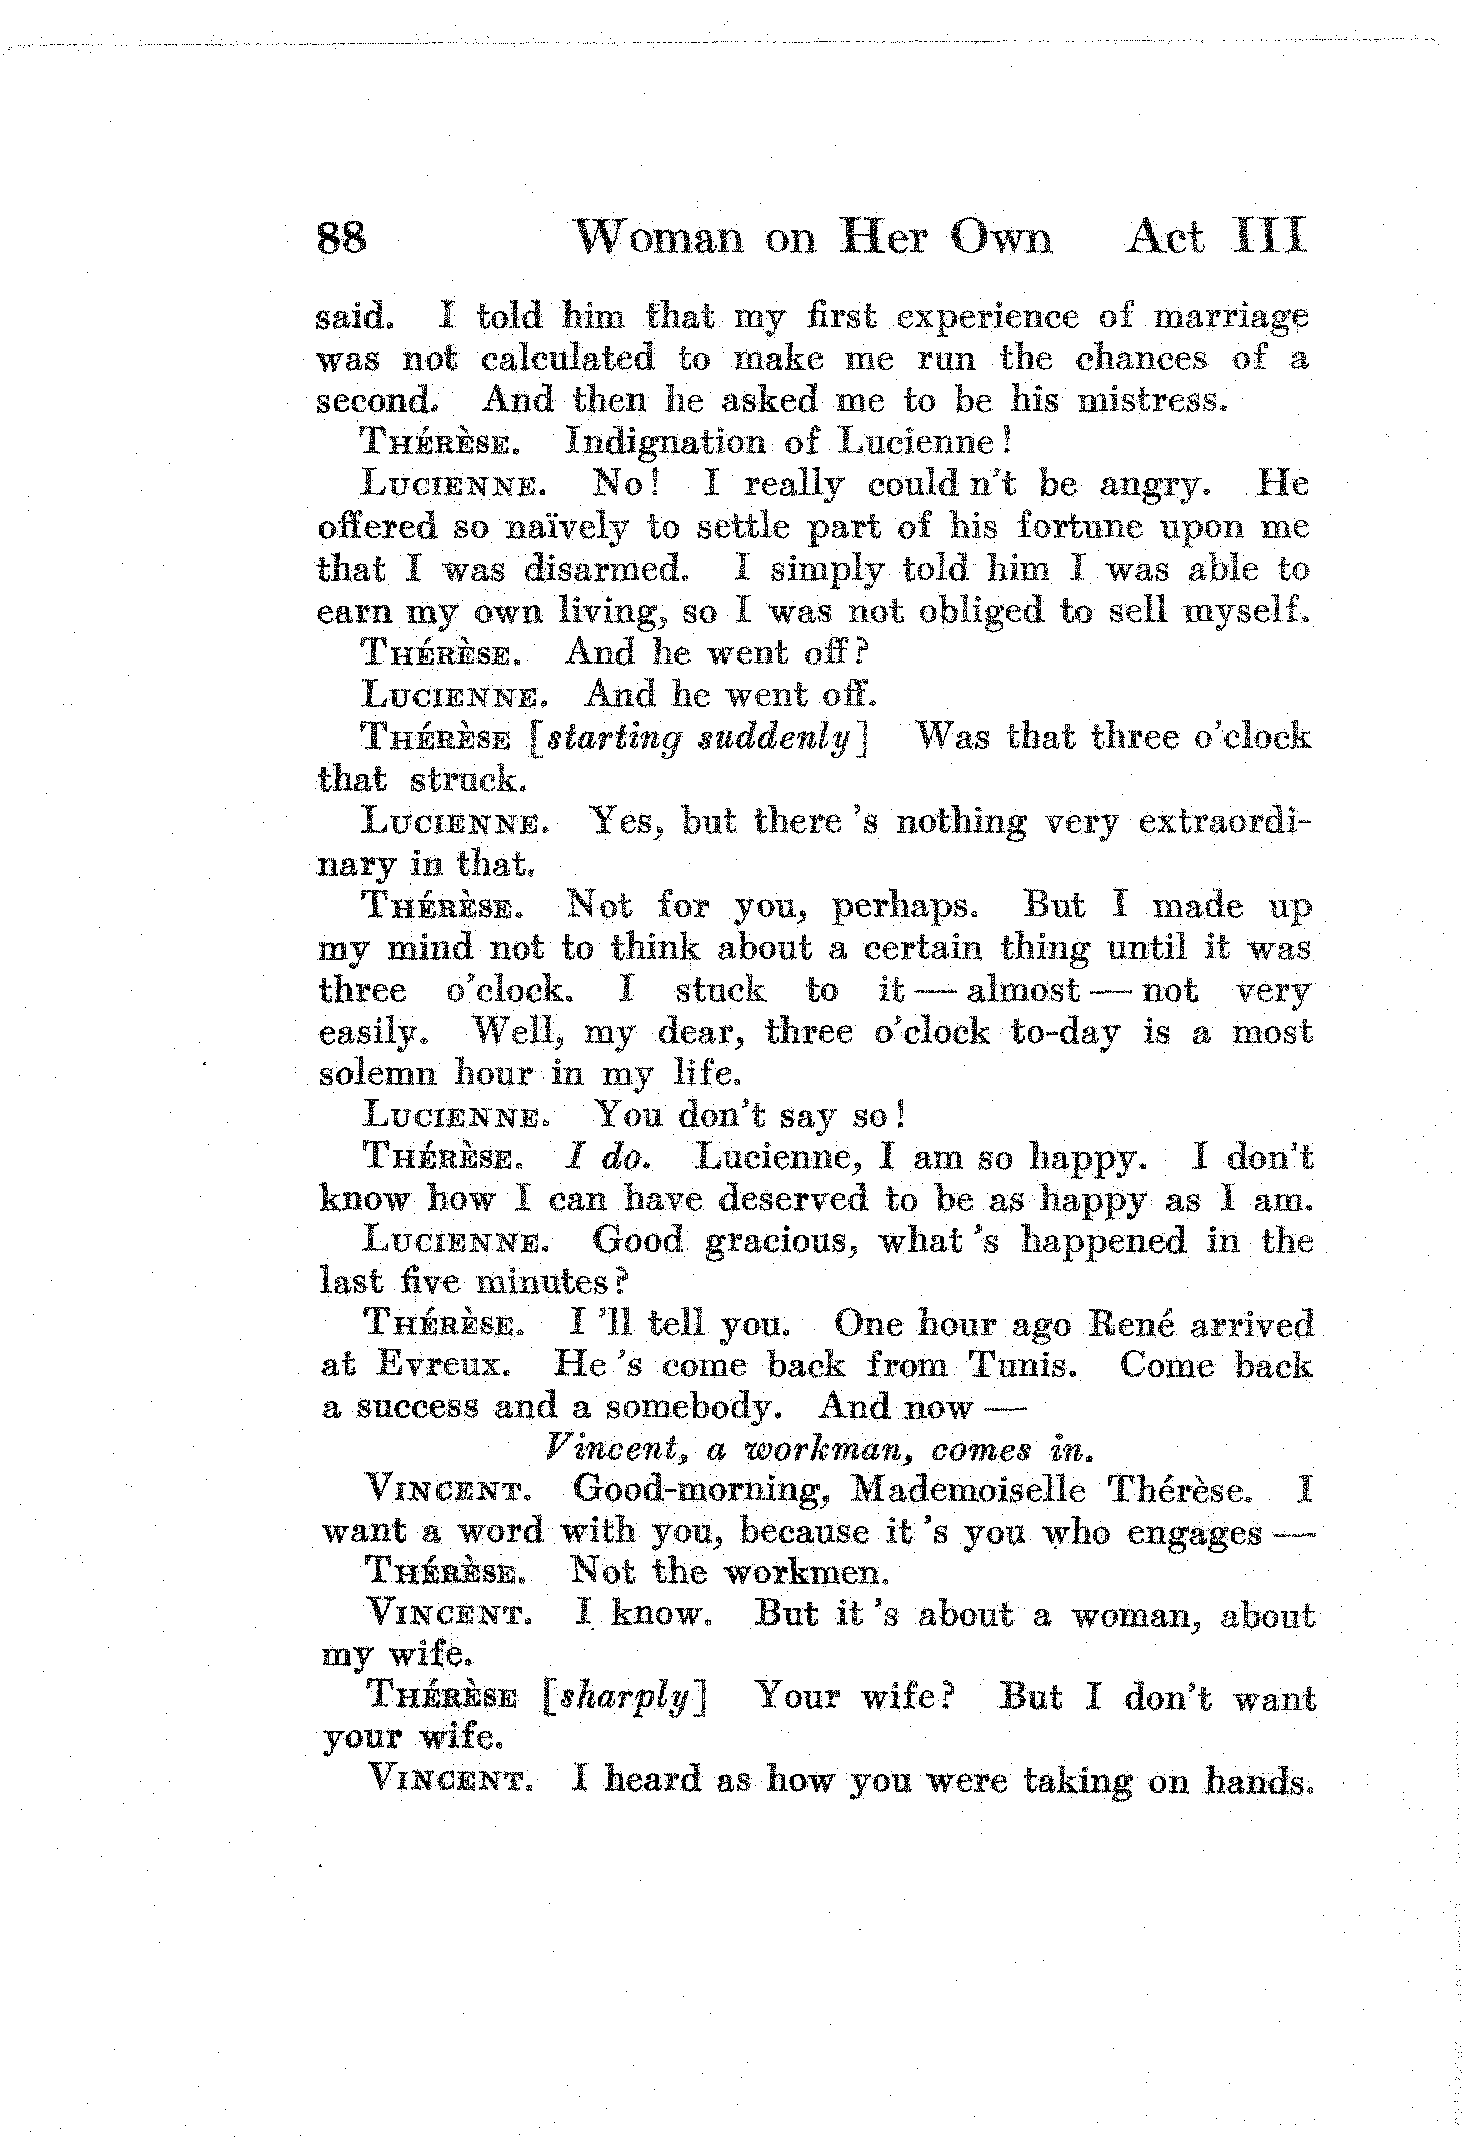 88 Woman on Her Own Act III
said. I told him that my first experience of marriage
was not calculated to make me run the chances of a
second. And then he asked me to be his mistress.
THÉRÈSE. Indignation of Lucienne!
LUCIENNE. No! I really could n't be angry. He
offered so naïvely to settle part of his fortune upon me
that I was disarmed. I simply told him I was able to
earn my own living, so I was not obliged to sell myself.
THÉRÈSE. And he went off?
LUCIENNE. And he went off.
THÉRÈSE [starting suddenly] Was that three o'clock
that struck.
LUCIENNE. Yes, but there 's nothing very extraordi-
nary in that.
THÉRÈSE. Not for you, perhaps. But I made up
my mind not to think about a certain thing until it was
three o'clock. I stuck to it — almost — not very
easily. Well, my dear, three o'clock to-day is a most
solemn hour in my life.
LUCIENNE. You don't say so!
THÉRÈSE. I do. Lucienne, I am so happy. I don't
know how I can have deserved to be as happy as I am.
LUCIENNE. Good gracious, what 's happened in the
last five minutes?
THÉRÈSE. I 'll tell you. One hour ago René arrived
at Evreux. He 's come back from Tunis. Come back
a success and a somebody. And now —
Vincent, a workman, comes in.
VINCENT. Good-morning, Mademoiselle Thérèse. I
want a word with you, because it 's you who engages —
THÉRÈSE. Not the workmen.
VINCENT. I know. But it 's about a woman, about
my wife.
THÉRÈSE [sharply] Your wife? But I don't want
your wife.
VINCENT. I heard as how you were taking on hands.